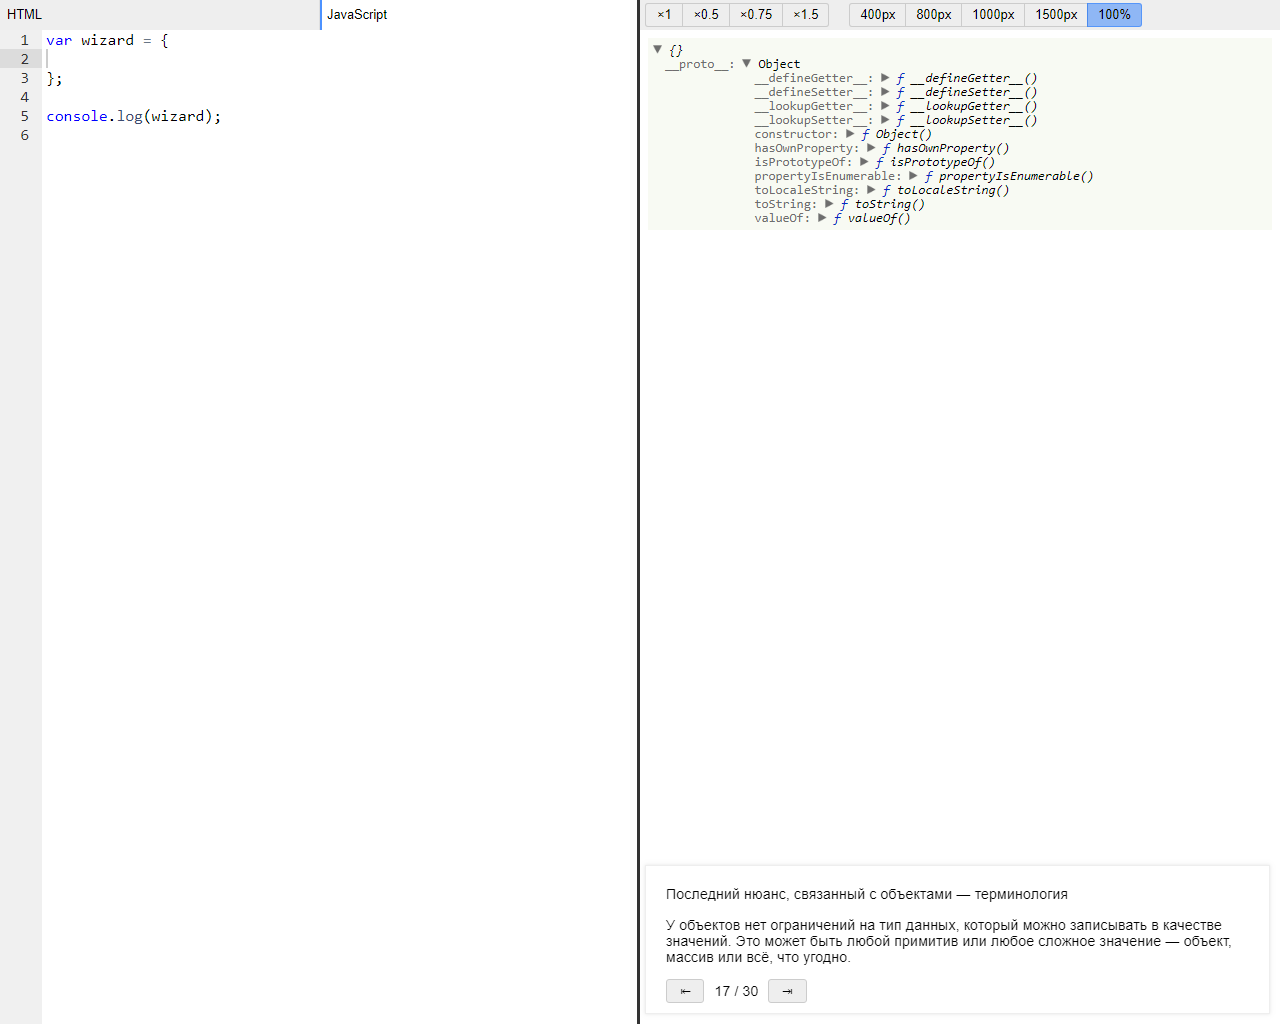 HTML
JavaScript
1 var wizard = {
2
3 };
4
5 console.log(wizard);
6
×1 ×0.5 ×0.75 ×1.5 400px 800px 1000px 1500px 100%
▼ {}
__proto__: ▼ Object
__defineGetter__: ▶ ƒ __defineGetter__()
__defineSetter__: ▶ ƒ __defineSetter__()
__lookupGetter__: ▶ ƒ __lookupGetter__()
__lookupSetter__: ▶ ƒ __lookupSetter__()
constructor: ▶ ƒ Object()
hasOwnProperty: ▶ ƒ hasOwnProperty()
isPrototypeOf: ▶ ƒ isPrototypeOf()
propertyIsEnumerable: ▶ ƒ propertyIsEnumerable()
toLocaleString: ▶ ƒ toLocaleString()
toString: ▶ ƒ toString()
valueOf: ▶ ƒ valueOf()
Последний нюанс, связанный с объектами — терминология
У объектов нет ограничений на тип данных, который можно записывать в качестве
значений. Это может быть любой примитив или любое сложное значение — объект,
массив или всё, что угодно.
⇤ 17 / 30 ⇥